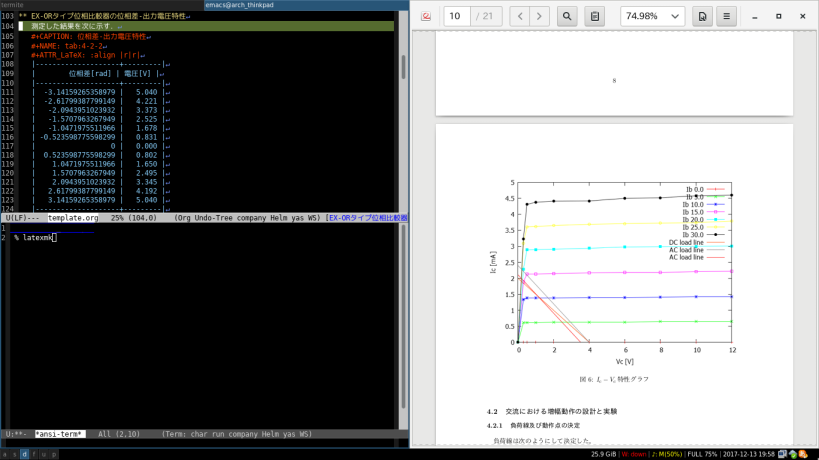 termite
emacs@arch_thinkpad
103 ** EX-ORタイプ位相比較器の位相差-出力電圧特性
104 測定した結果を次に示す.
105 #+CAPTION: 位相差-出力電圧特性
106 #+NAME: tab:4-2-2
107 #+ATTR_LaTeX: :align |r|r|
108 |--------------------+---------|
109 | 位相差[rad] | 電圧[V] |
110 |--------------------+---------|
111 | -3.14159265358979 | 5.040 |
112 | -2.61799387799149 | 4.221 |
113 | -2.0943951023932 | 3.373 |
114 | -1.5707963267949 | 2.525 |
115 | -1.0471975511966 | 1.678 |
116 | -0.523598775598299 | 0.831 |
117 | 0 | 0.000 |
118 | 0.523598775598299 | 0.802 |
119 | 1.0471975511966 | 1.650 |
120 | 1.5707963267949 | 2.495 |
121 | 2.0943951023932 | 3.345 |
122 | 2.61799387799149 | 4.192 |
123 | 3.14159265358979 | 5.040 |
124 |--------------------+---------|
U(LF)--- template.org 25% (104,0) (Org Undo-Tree company Helm yas WS) [EX-ORタイプ位相比較器
1
2 % latexmk
U:**- *ansi-term* All (2,10) (Term: char run company Helm yas WS)
10 / 21
74.98%
8
5
4.5
4
3.5
3
2.5
2
1.5
1
0.5
0
Ic [mA]
0 2 4 6 8 10 12
Vc [V]
Ib 0.0
Ib 5.0
Ib 10.0
Ib 15.0
Ib 20.0
Ib 25.0
Ib 30.0
DC load line
AC load line
AC load line
図 6: Ic − Vc 特性グラフ
4.2 交流における増幅動作の設計と実験
4.2.1 負荷線及び動作点の決定
負荷線は次のようにして決定した。
a s d f u p
25.9 GiB | W: down | ♪: M(50%) | FULL 75% | 2017-12-13 19:58